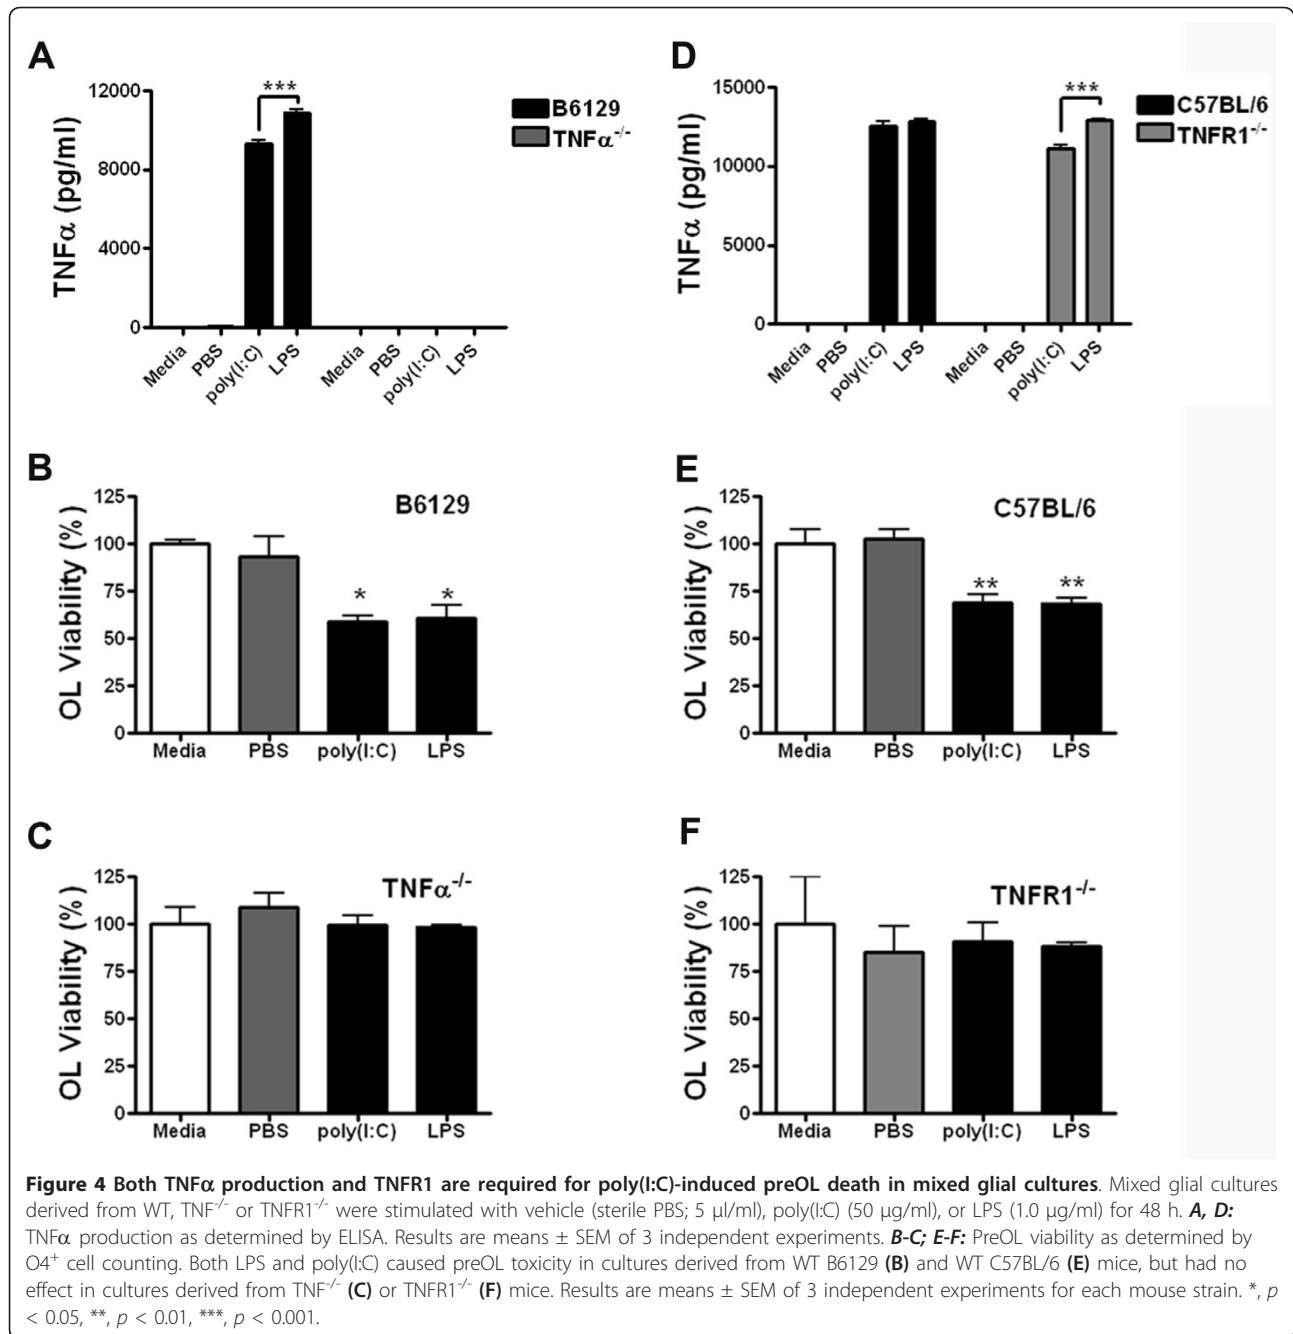 A
TNFα (pg/ml)
12000
8000
4000
0
***
B6129
TNFα-/-
Media
PBS
poly(I:C)
LPS
Media
PBS
poly(I:C)
LPS
D
TNFα (pg/ml)
15000
10000
5000
0
***
C57BL/6
TNFR1-/-
Media
PBS
poly(I:C)
LPS
Media
PBS
poly(I:C)
LPS
B
OL Viability (%)
125
100
75
50
25
0
B6129
*
*
Media PBS poly(I:C) LPS
E
OL Viability (%)
125
100
75
50
25
0
C57BL/6
**
**
Media PBS poly(I:C) LPS
C
OL Viability (%)
125
100
75
50
25
0
TNFα-/-
Media PBS poly(I:C) LPS
F
OL Viability (%)
125
100
75
50
25
0
TNFR1-/-
Media PBS poly(I:C) LPS
Figure 4 Both TNFα production and TNFR1 are required for poly(I:C)-induced preOL death in mixed glial cultures. Mixed glial cultures
derived from WT, TNF-/- or TNFR1-/- were stimulated with vehicle (sterile PBS; 5 μl/ml), poly(I:C) (50 μg/ml), or LPS (1.0 μg/ml) for 48 h. A, D:
TNFα production as determined by ELISA. Results are means ± SEM of 3 independent experiments. B-C; E-F: PreOL viability as determined by
O4+ cell counting. Both LPS and poly(I:C) caused preOL toxicity in cultures derived from WT B6129 (B) and WT C57BL/6 (E) mice, but had no
effect in cultures derived from TNF-/- (C) or TNFR1-/- (F) mice. Results are means ± SEM of 3 independent experiments for each mouse strain. *, p
< 0.05, **, p < 0.01, ***, p < 0.001.